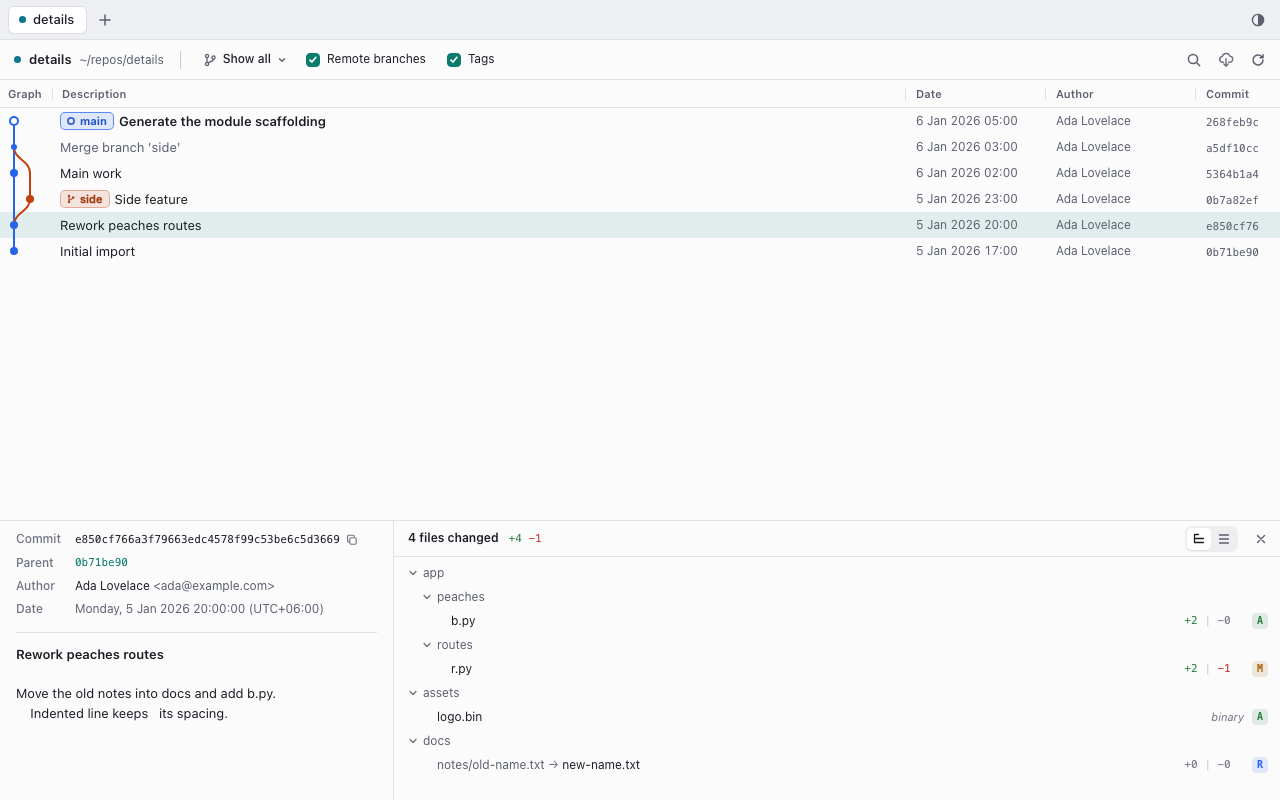 details
details ~/repos/details Show all Remote branches Tags
Graph Description Date Author Commit
main Generate the module scaffolding 6 Jan 2026 05:00 Ada Lovelace 268feb9c
Merge branch 'side' 6 Jan 2026 03:00 Ada Lovelace a5df10cc
Main work 6 Jan 2026 02:00 Ada Lovelace 5364b1a4
side Side feature 5 Jan 2026 23:00 Ada Lovelace 0b7a82ef
Rework peaches routes 5 Jan 2026 20:00 Ada Lovelace e850cf76
Initial import 5 Jan 2026 17:00 Ada Lovelace 0b71be90
Commit e850cf766a3f79663edc4578f99c53be6c5d3669
Parent 0b71be90
Author Ada Lovelace <ada@example.com>
Date Monday, 5 Jan 2026 20:00:00 (UTC+06:00)
Rework peaches routes
Move the old notes into docs and add b.py.
    Indented line keeps   its spacing.
4 files changed +4 −1
app
peaches
b.py +2 | −0 A
routes
r.py +2 | −1 M
assets
logo.bin binary A
docs
notes/old-name.txt → new-name.txt +0 | −0 R